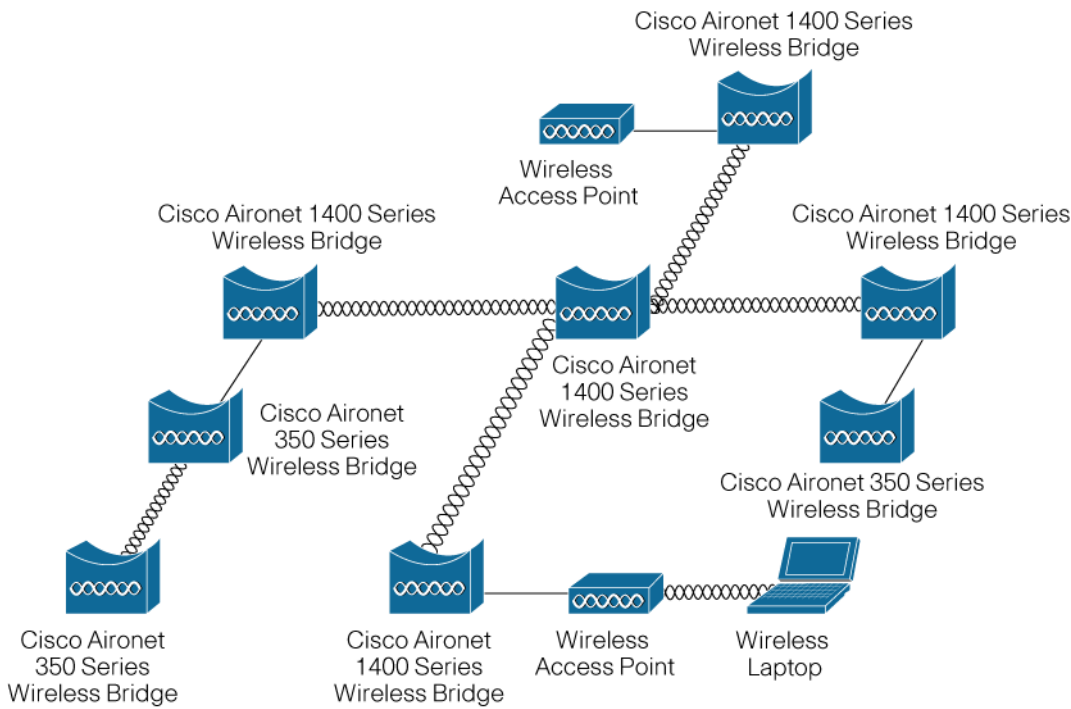 Cisco Aironet 1400 Series
Wireless Bridge
Wireless
Access Point
Cisco Aironet 1400 Series
Wireless Bridge
Cisco Aironet 1400 Series
Wireless Bridge
Cisco Aironet
1400 Series
Wireless Bridge
Cisco Aironet
350 Series
Wireless Bridge
Cisco Aironet 350 Series
Wireless Bridge
Cisco Aironet
350 Series
Wireless Bridge
Cisco Aironet
1400 Series
Wireless Bridge
Wireless
Access Point
Wireless
Laptop